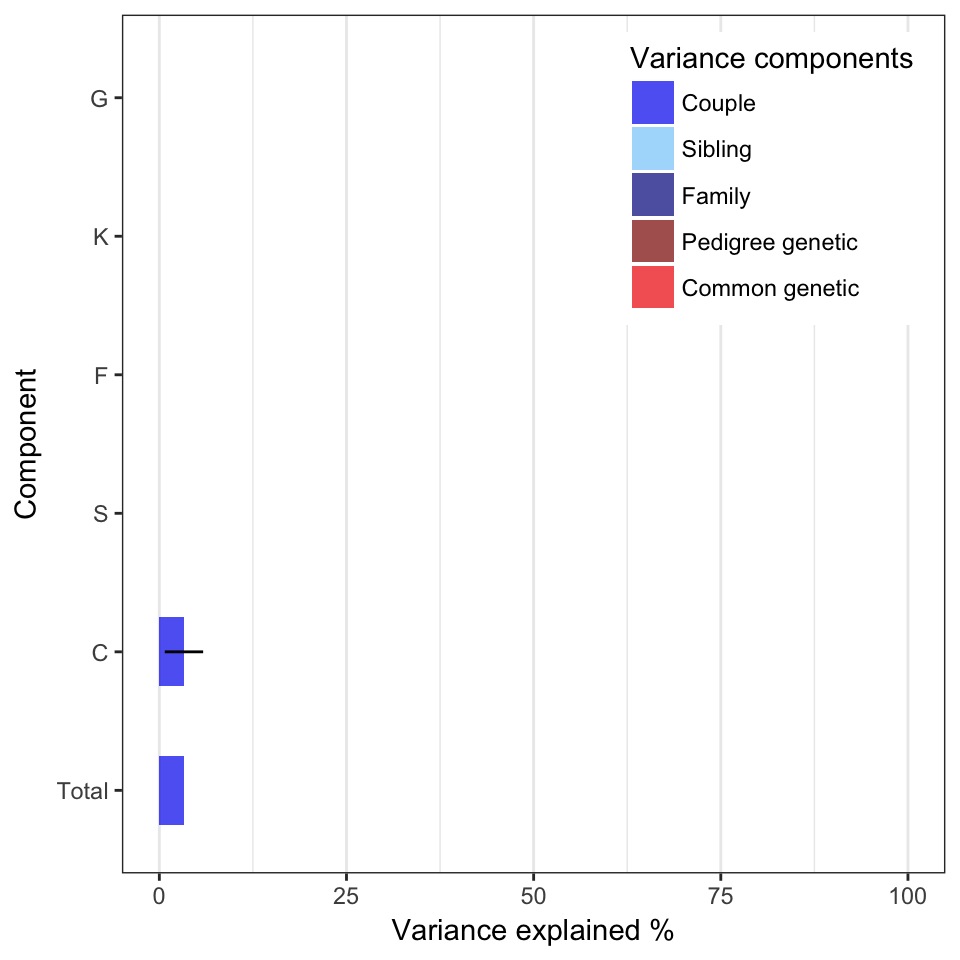 Variance components
Couple
Sibling
Family
Pedigree genetic
Common genetic
G
K
F
S
C
Total
Component
0 25 50 75 100
Variance explained %